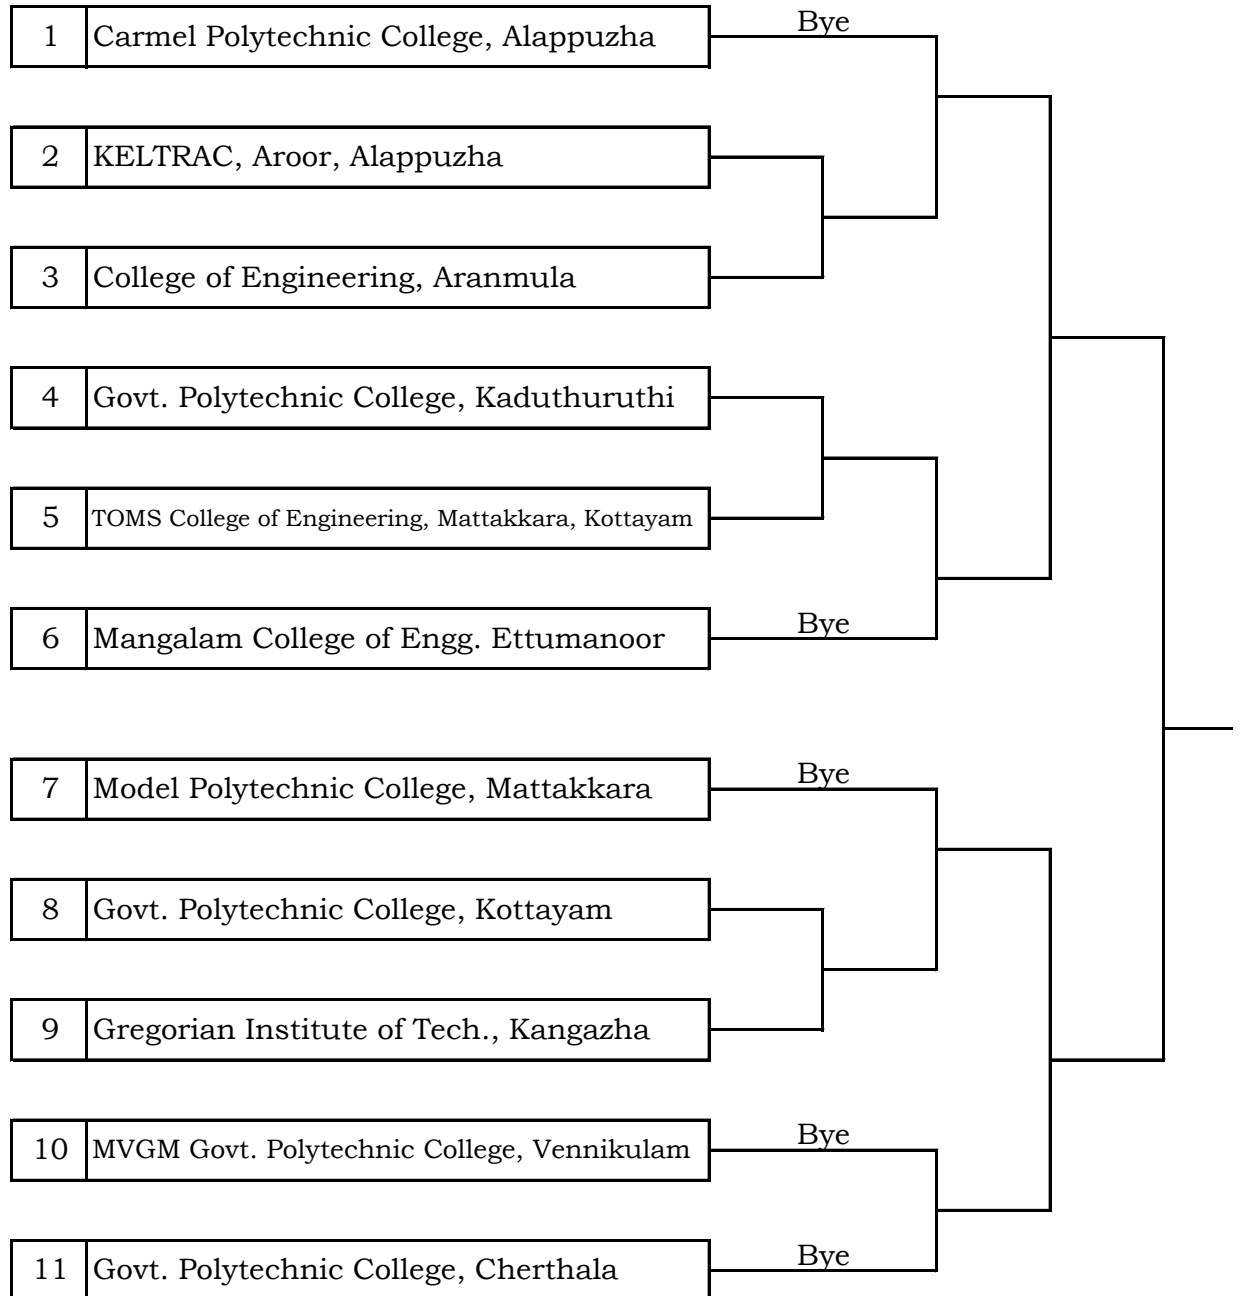 1 Carmel Polytechnic College, Alappuzha Bye
2 KELTRAC, Aroor, Alappuzha
3 College of Engineering, Aranmula
4 Govt. Polytechnic College, Kaduthuruthi
5 TOMS College of Engineering, Mattakkara, Kottayam
6 Mangalam College of Engg. Ettumanoor Bye
7 Model Polytechnic College, Mattakkara Bye
8 Govt. Polytechnic College, Kottayam
9 Gregorian Institute of Tech., Kangazha
10 MVGM Govt. Polytechnic College, Vennikulam Bye
11 Govt. Polytechnic College, Cherthala Bye